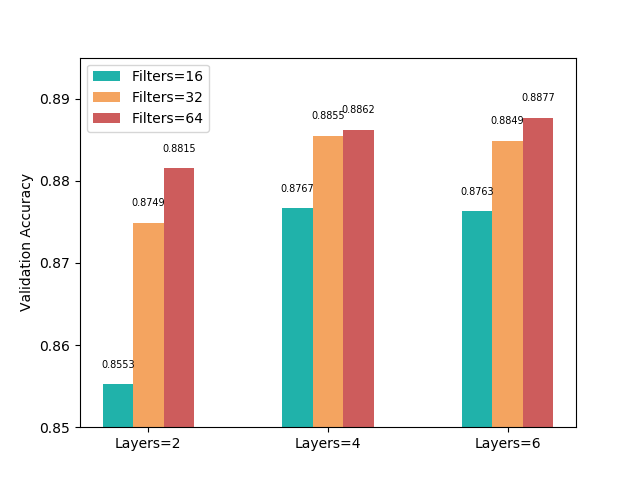 Filters=16
Filters=32
Filters=64
Validation Accuracy
0.89
0.88
0.87
0.86
0.85
0.8553
0.8749
0.8815
0.8767
0.8855
0.8862
0.8763
0.8849
0.8877
Layers=2
Layers=4
Layers=6